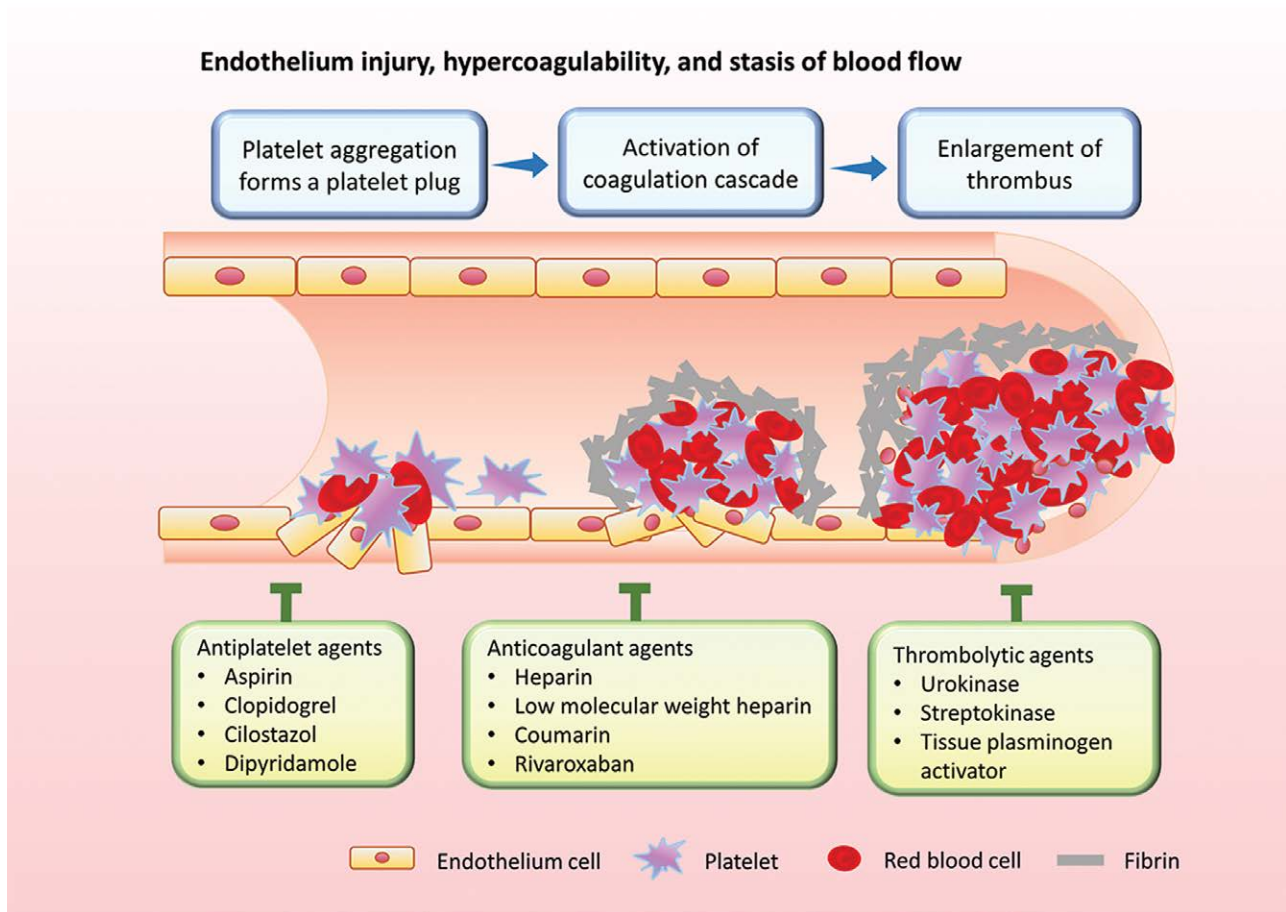 Endothelium injury, hypercoagulability, and stasis of blood flow
Platelet aggregation
forms a platelet plug
Activation of
coagulation cascade
Enlargement of
thrombus
Antiplatelet agents
• Aspirin
• Clopidogrel
• Cilostazol
• Dipyridamole
Anticoagulant agents
• Heparin
• Low molecular weight heparin
• Coumarin
• Rivaroxaban
Thrombolytic agents
• Urokinase
• Streptokinase
• Tissue plasminogen
activator
Endothelium cell
Platelet
Red blood cell
Fibrin